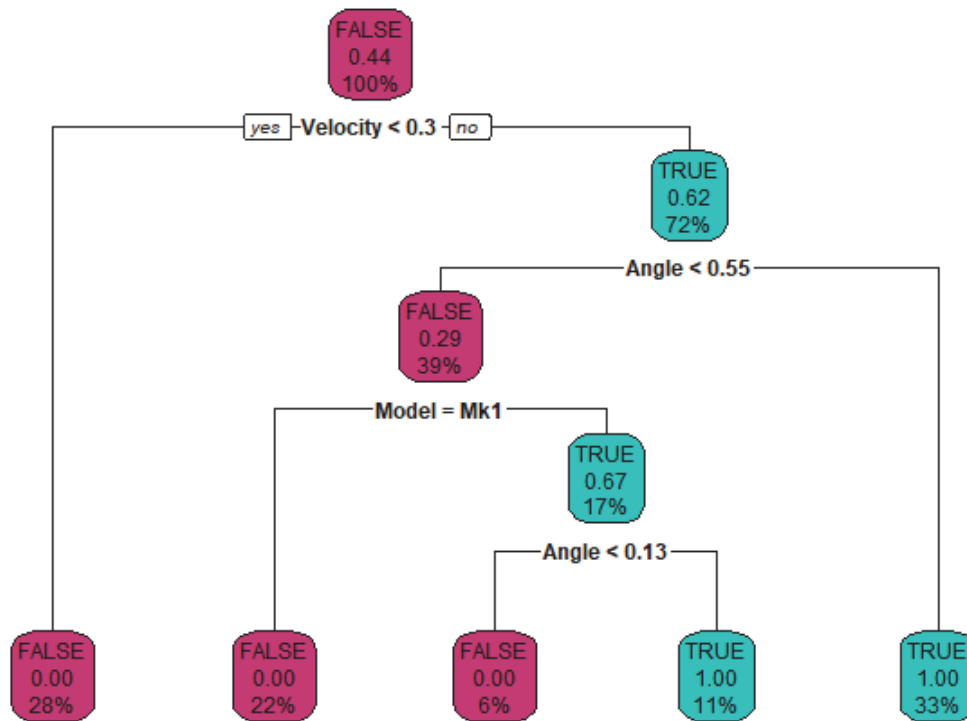 FALSE
0.44
100%
yes Velocity < 0.3 no
TRUE
0.62
72%
Angle < 0.55
FALSE
0.29
39%
Model = Mk1
TRUE
0.67
17%
Angle < 0.13
FALSE
0.00
28%
FALSE
0.00
22%
FALSE
0.00
6%
TRUE
1.00
11%
TRUE
1.00
33%